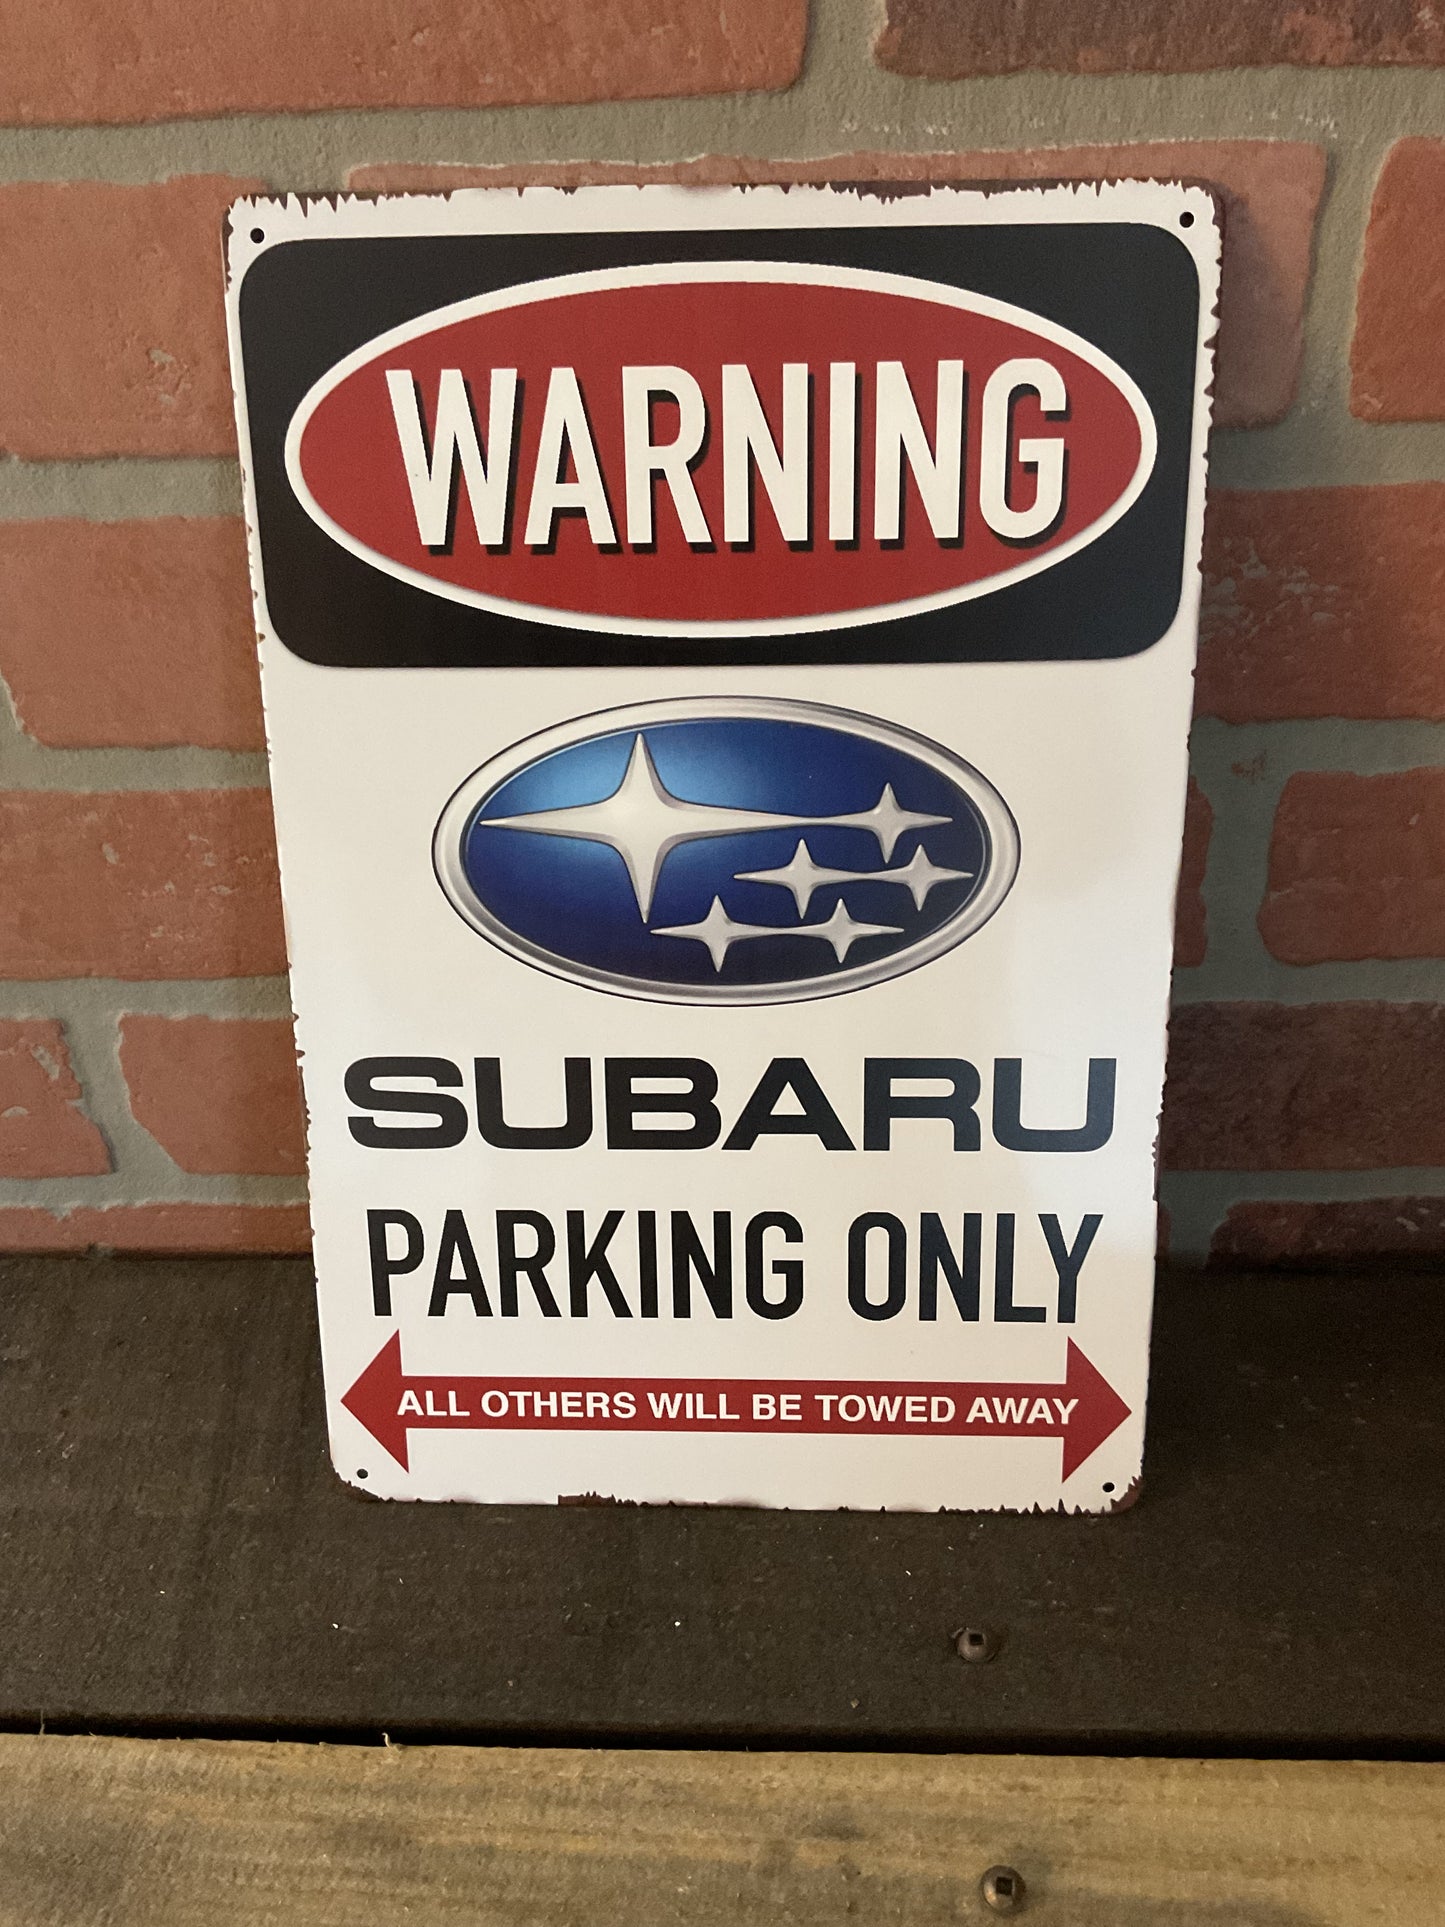 WARNING
SUBARU
PARKING ONLY
ALL OTHERS WILL BE TOWED AWAY